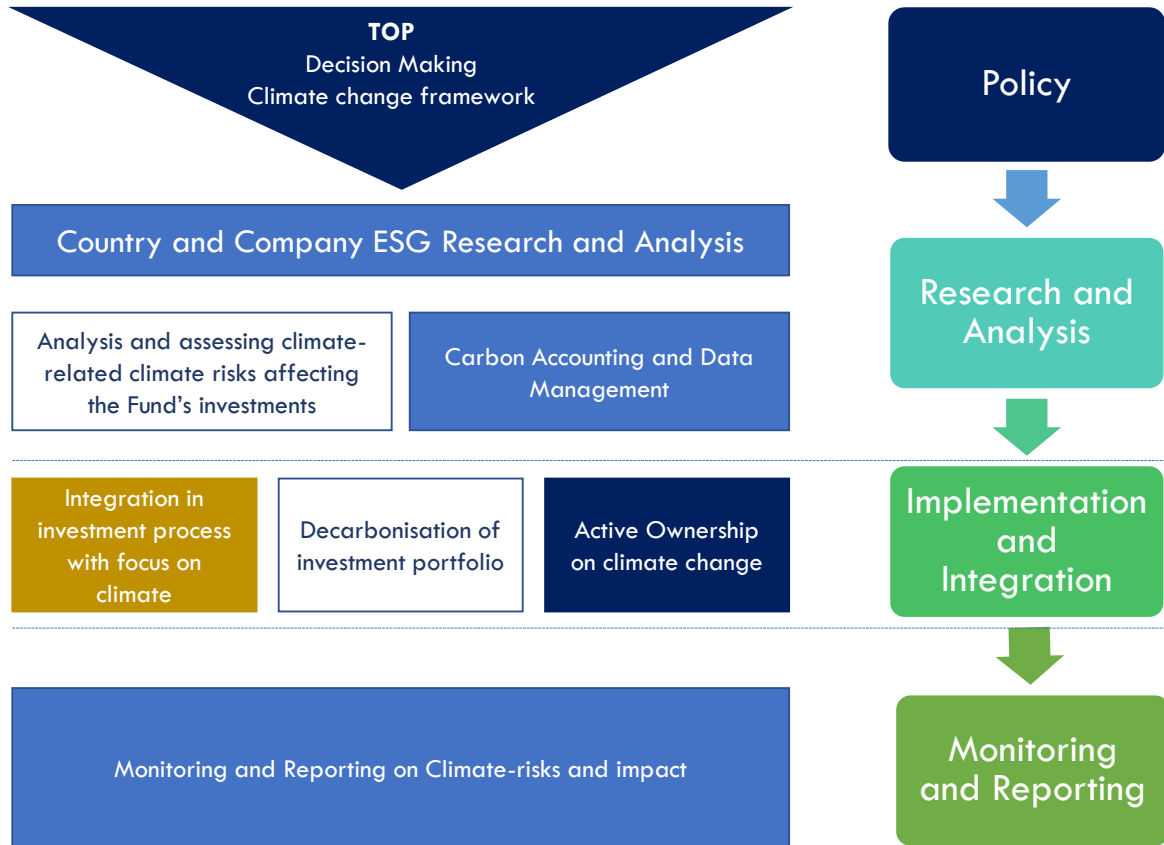 TOP
Decision Making
Climate change framework
Policy
Country and Company ESG Research and Analysis
Research and
Analysis
Analysis and assessing climate-
related climate risks affecting
the Fund's investments
Carbon Accounting and Data
Management
Integration in
investment process
with focus on
climate
Decarbonisation of
investment portfolio
Active Ownership
on climate change
Implementation
and
Integration
Monitoring and Reporting on Climate-risks and impact
Monitoring
and Reporting